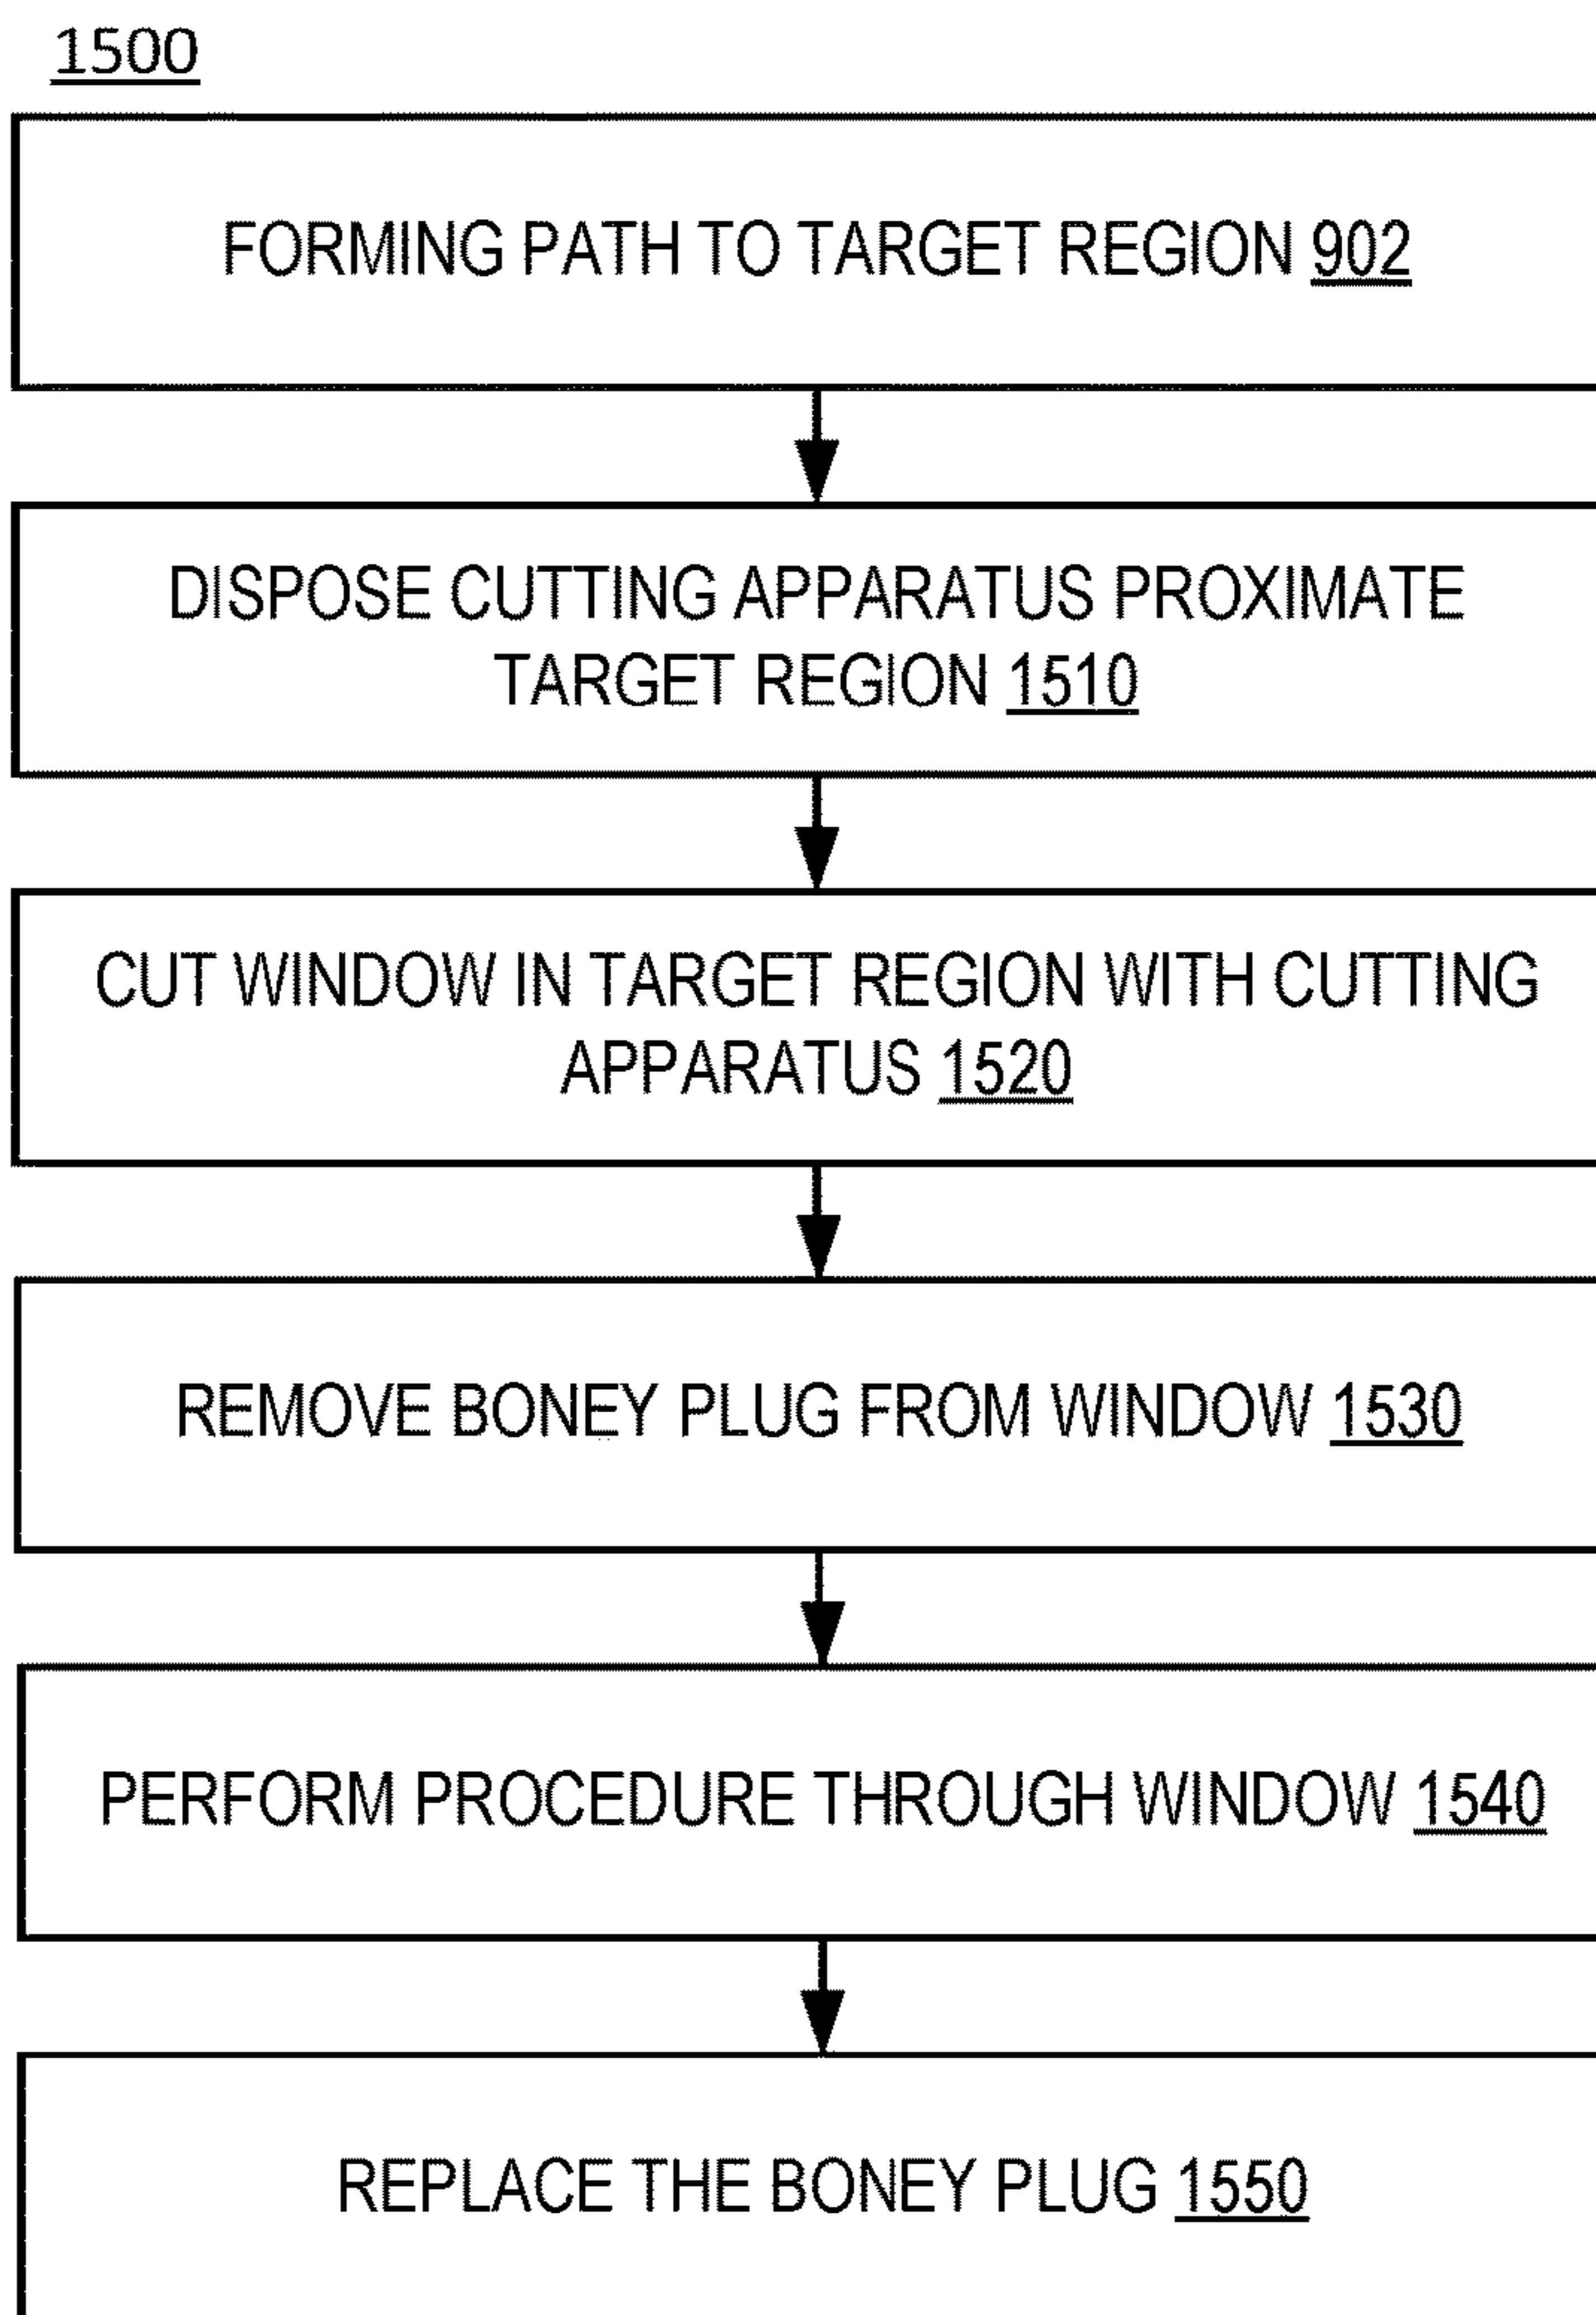 1500
FORMING PATH TO TARGET REGION 902
DISPOSE CUTTING APPARATUS PROXIMATE
TARGET REGION 1510
CUT WINDOW IN TARGET REGION WITH CUTTING
APPARATUS 1520
REMOVE BONEY PLUG FROM WINDOW 1530
PERFORM PROCEDURE THROUGH WINDOW 1540
REPLACE THE BONEY PLUG 1550